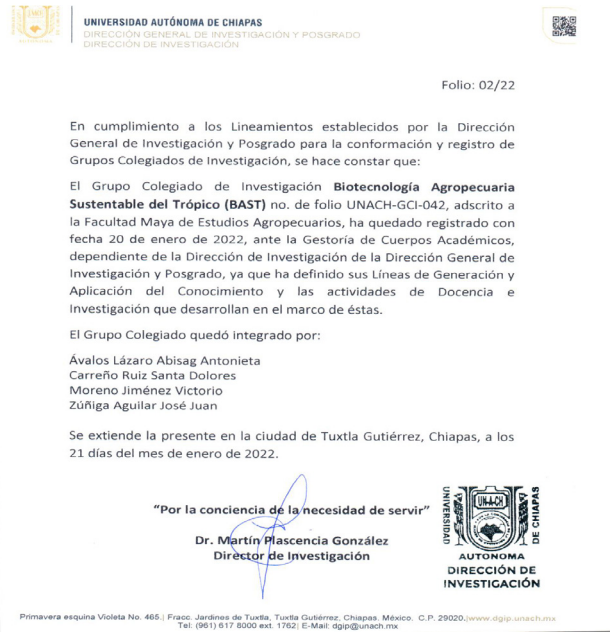 UNIVERSIDAD AUTÓNOMA DE CHIAPAS
DIRECCIÓN GENERAL DE INVESTIGACIÓN Y POSGRADO
DIRECCIÓN DE INVESTIGACIÓN
Folio: 02/22
En cumplimiento a los Lineamientos establecidos por la Dirección
General de Investigación y Posgrado para la conformación y registro de
Grupos Colegiados de Investigación, se hace constar que:
El Grupo Colegiado de Investigación Biotecnología Agropecuaria
Sustentable del Trópico (BAST) no. de folio UNACH-GCI-042, adscrito a
la Facultad Maya de Estudios Agropecuarios, ha quedado registrado con
fecha 20 de enero de 2022, ante la Gestoría de Cuerpos Académicos,
dependiente de la Dirección de Investigación de la Dirección General de
Investigación y Posgrado, ya que ha definido sus Líneas de Generación y
Aplicación del Conocimiento y las actividades de Docencia e
Investigación que desarrollan en el marco de éstas.
El Grupo Colegiado quedó integrado por:
Ávalos Lázaro Abisag Antonieta
Carreño Ruiz Santa Dolores
Moreno Jiménez Victorio
Zúñiga Aguilar José Juan
Se extiende la presente en la ciudad de Tuxtla Gutiérrez, Chiapas, a los
21 días del mes de enero de 2022.
"Por la conciencia de la necesidad de servir"
Dr. Martín Plascencia González
Director de Investigación
UNIVERSIDAD
UN-A-CH
DE CHIAPAS
AUTONOMA
DIRECCIÓN DE
INVESTIGACIÓN
Primavera esquina Violeta No. 465.| Fracc. Jardines de Tuxtla, Tuxtla Gutiérrez, Chiapas. México. C.P. 29020.|www.dgip.unach.mx
Tel: (961) 617 8000 ext. 1762| E-Mail: dgip@unach.mx